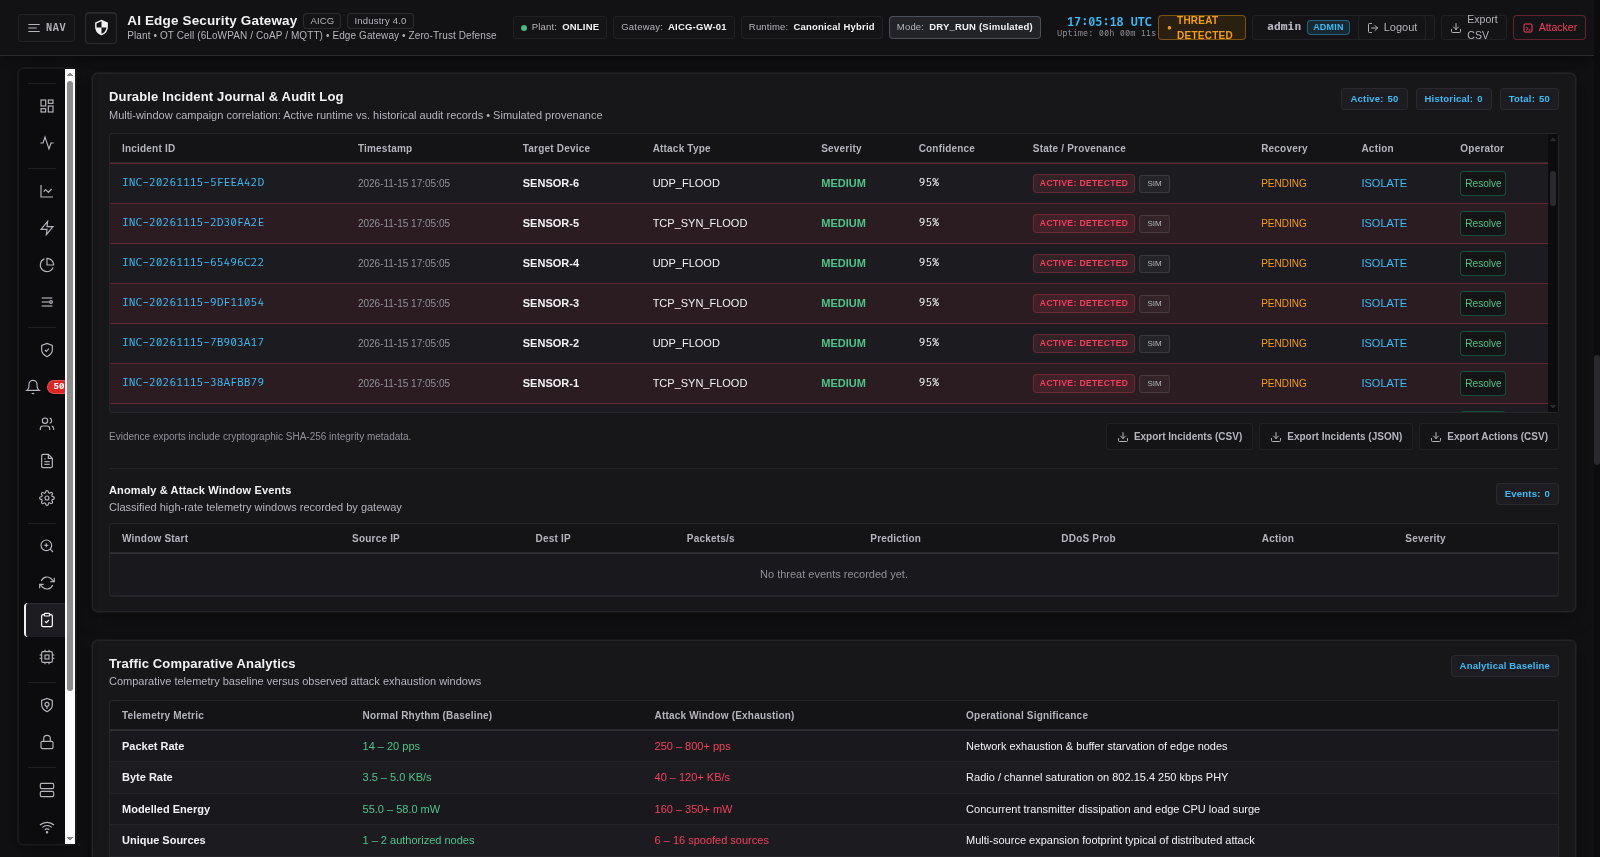 NAV
AI Edge Security Gateway AICG Industry 4.0
Plant • OT Cell (6LoWPAN / CoAP / MQTT) • Edge Gateway • Zero-Trust Defense
Plant: ONLINE
Gateway: AICG-GW-01
Runtime: Canonical Hybrid
Mode: DRY_RUN (Simulated)
17:05:18 UTC
Uptime: 00h 00m 11s
THREAT
DETECTED
admin ADMIN
Logout
Export
CSV
Attacker
50
Durable Incident Journal & Audit Log
Multi-window campaign correlation: Active runtime vs. historical audit records • Simulated provenance
Active: 50 Historical: 0 Total: 50
Incident ID Timestamp Target Device Attack Type Severity Confidence State / Provenance Recovery Action Operator
INC-20261115-5FEEA42D 2026-11-15 17:05:05 SENSOR-6 UDP_FLOOD MEDIUM 95% ACTIVE: DETECTED SIM PENDING ISOLATE Resolve
INC-20261115-2D30FA2E 2026-11-15 17:05:05 SENSOR-5 TCP_SYN_FLOOD MEDIUM 95% ACTIVE: DETECTED SIM PENDING ISOLATE Resolve
INC-20261115-65496C22 2026-11-15 17:05:05 SENSOR-4 UDP_FLOOD MEDIUM 95% ACTIVE: DETECTED SIM PENDING ISOLATE Resolve
INC-20261115-9DF11054 2026-11-15 17:05:05 SENSOR-3 TCP_SYN_FLOOD MEDIUM 95% ACTIVE: DETECTED SIM PENDING ISOLATE Resolve
INC-20261115-7B903A17 2026-11-15 17:05:05 SENSOR-2 UDP_FLOOD MEDIUM 95% ACTIVE: DETECTED SIM PENDING ISOLATE Resolve
INC-20261115-38AFBB79 2026-11-15 17:05:05 SENSOR-1 TCP_SYN_FLOOD MEDIUM 95% ACTIVE: DETECTED SIM PENDING ISOLATE Resolve
Evidence exports include cryptographic SHA-256 integrity metadata.
Export Incidents (CSV) Export Incidents (JSON) Export Actions (CSV)
Anomaly & Attack Window Events
Classified high-rate telemetry windows recorded by gateway
Events: 0
Window Start Source IP Dest IP Packets/s Prediction DDoS Prob Action Severity
No threat events recorded yet.
Traffic Comparative Analytics
Comparative telemetry baseline versus observed attack exhaustion windows
Analytical Baseline
Telemetry Metric Normal Rhythm (Baseline) Attack Window (Exhaustion) Operational Significance
Packet Rate 14 – 20 pps 250 – 800+ pps Network exhaustion & buffer starvation of edge nodes
Byte Rate 3.5 – 5.0 KB/s 40 – 120+ KB/s Radio / channel saturation on 802.15.4 250 kbps PHY
Modelled Energy 55.0 – 58.0 mW 160 – 350+ mW Concurrent transmitter dissipation and edge CPU load surge
Unique Sources 1 – 2 authorized nodes 6 – 16 spoofed sources Multi-source expansion footprint typical of distributed attack